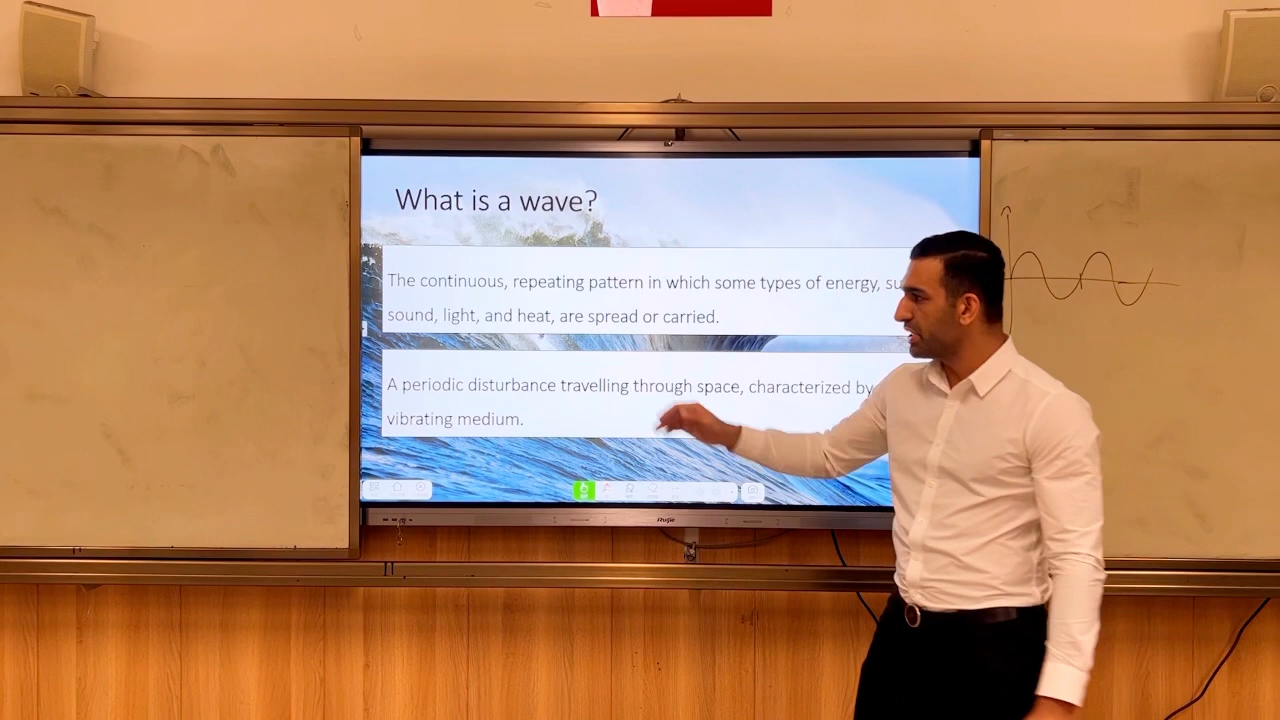 What is a wave?
The continuous, repeating pattern in which some types of energy,
sound, light, and heat, are spread or carried.
A periodic disturbance travelling through space, characterized by
vibrating medium.
Ruijie